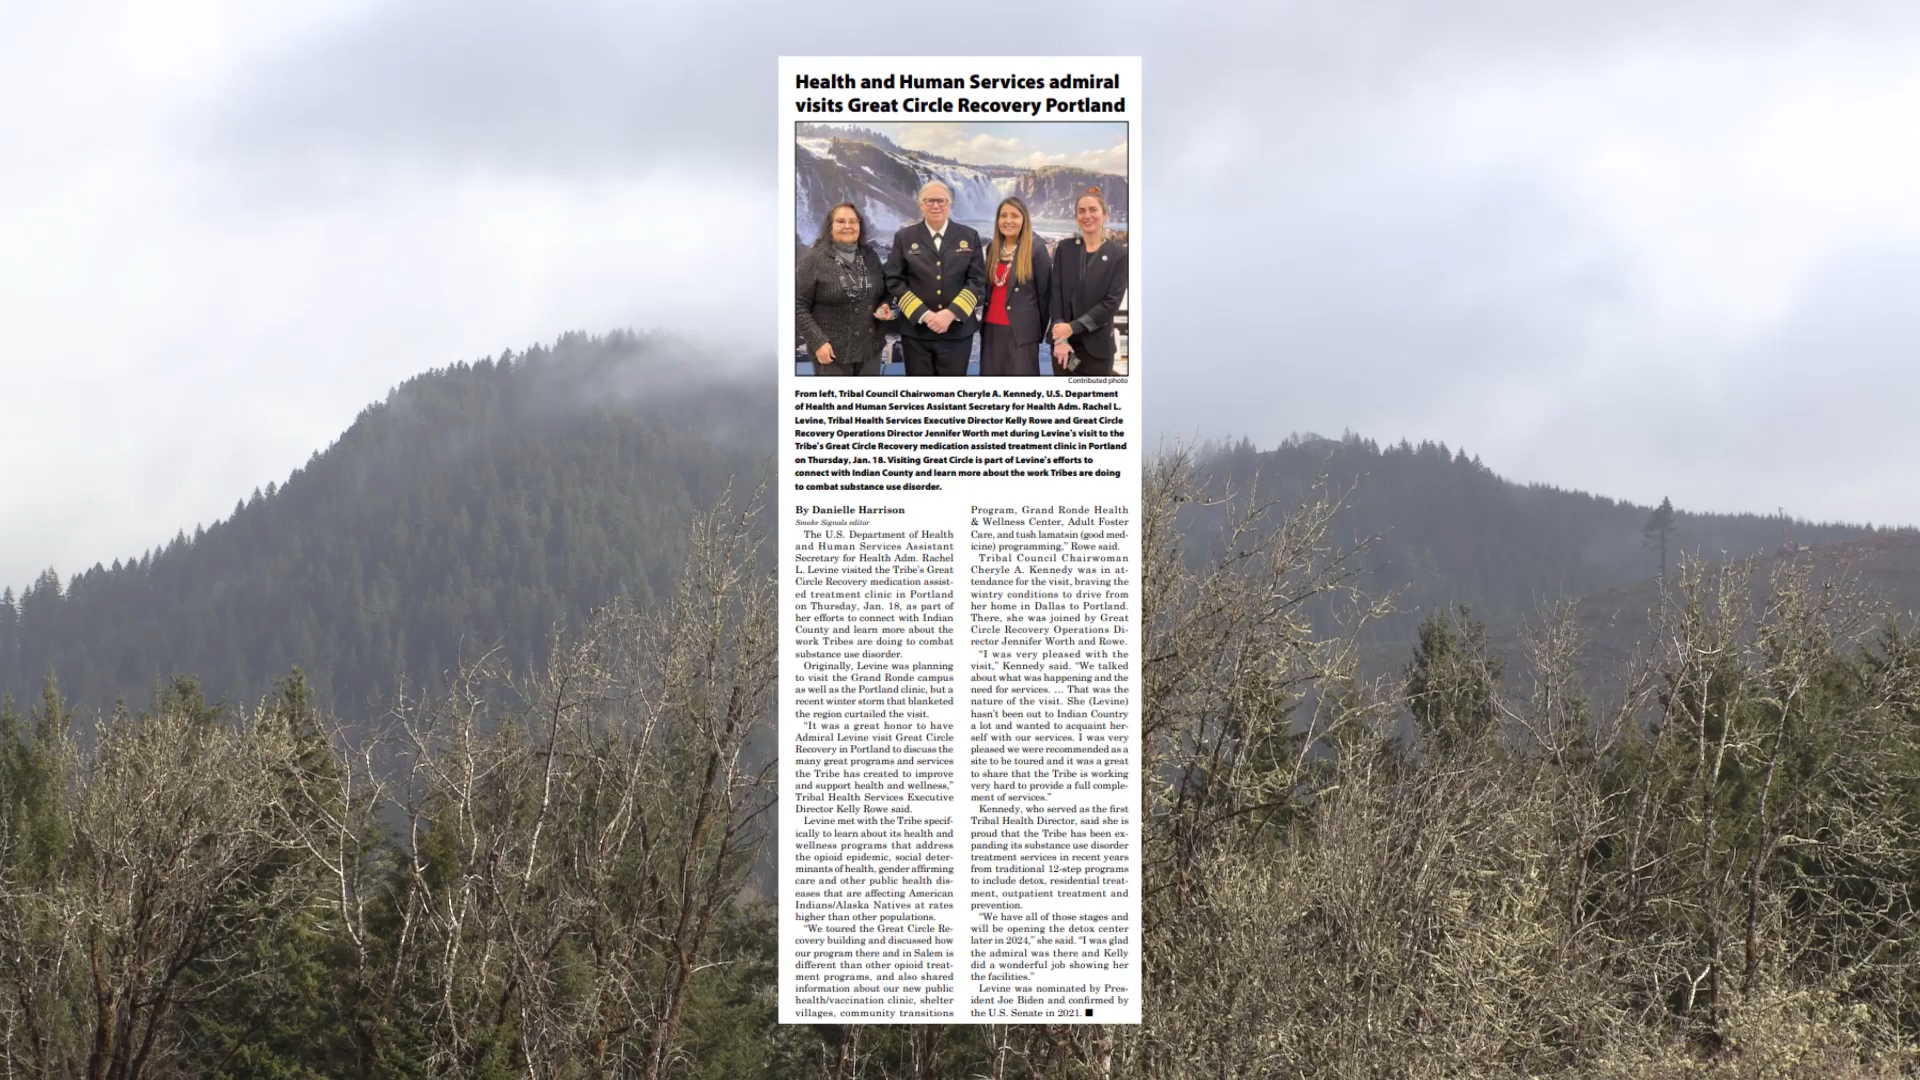 Health and Human Services admiral
visits Great Circle Recovery Portland
Contributed photo
From left, Tribal Council Chairwoman Cheryle A. Kennedy, U.S. Department
of Health and Human Services Assistant Secretary for Health Adm. Rachel L.
Levine, Tribal Health Services Executive Director Kelly Rowe and Great Circle
Recovery Operations Director Jennifer Worth met during Levine's visit to the
Tribe's Great Circle Recovery medication assisted treatment clinic in Portland
on Thursday, Jan. 18. Visiting Great Circle is part of Levine's efforts to
connect with Indian County and learn more about the work Tribes are doing
to combat substance use disorder.
By Danielle Harrison
Smoke Signals editor
The U.S. Department of Health
and Human Services Assistant
Secretary for Health Adm. Rachel
L. Levine visited the Tribe's Great
Circle Recovery medication assist-
ed treatment clinic in Portland
on Thursday, Jan. 18, as part of
her efforts to connect with Indian
County and learn more about the
work Tribes are doing to combat
substance use disorder.
Originally, Levine was planning
to visit the Grand Ronde campus
as well as the Portland clinic, but a
recent winter storm that blanketed
the region curtailed the visit.
"It was a great honor to have
Admiral Levine visit Great Circle
Recovery in Portland to discuss the
many great programs and services
the Tribe has created to improve
and support health and wellness,"
Tribal Health Services Executive
Director Kelly Rowe said.
Levine met with the Tribe specif-
ically to learn about its health and
wellness programs that address
the opioid epidemic, social deter-
minants of health, gender affirming
care and other public health dis-
eases that are affecting American
Indians/Alaska Natives at rates
higher than other populations.
"We toured the Great Circle Re-
covery building and discussed how
our program there and in Salem is
different than other opioid treat-
ment programs, and also shared
information about our new public
health/vaccination clinic, shelter
villages, community transitions
Program, Grand Ronde Health
& Wellness Center, Adult Foster
Care, and tush lamatsin (good med-
icine) programming," Rowe said.
Tribal Council Chairwoman
Cheryle A. Kennedy was in at-
tendance for the visit, braving the
wintry conditions to drive from
her home in Dallas to Portland.
There, she was joined by Great
Circle Recovery Operations Di-
rector Jennifer Worth and Rowe.
"I was very pleased with the
visit," Kennedy said. "We talked
about what was happening and the
need for services. ... That was the
nature of the visit. She (Levine)
hasn't been out to Indian Country
a lot and wanted to acquaint her-
self with our services. I was very
pleased we were recommended as a
site to be toured and it was a great
to share that the Tribe is working
very hard to provide a full comple-
ment of services."
Kennedy, who served as the first
Tribal Health Director, said she is
proud that the Tribe has been ex-
panding its substance use disorder
treatment services in recent years
from traditional 12-step programs
to include detox, residential treat-
ment, outpatient treatment and
prevention.
"We have all of those stages and
will be opening the detox center
later in 2024," she said. "I was glad
the admiral was there and Kelly
did a wonderful job showing her
the facilities."
Levine was nominated by Pres-
ident Joe Biden and confirmed by
the U.S. Senate in 2021. ■